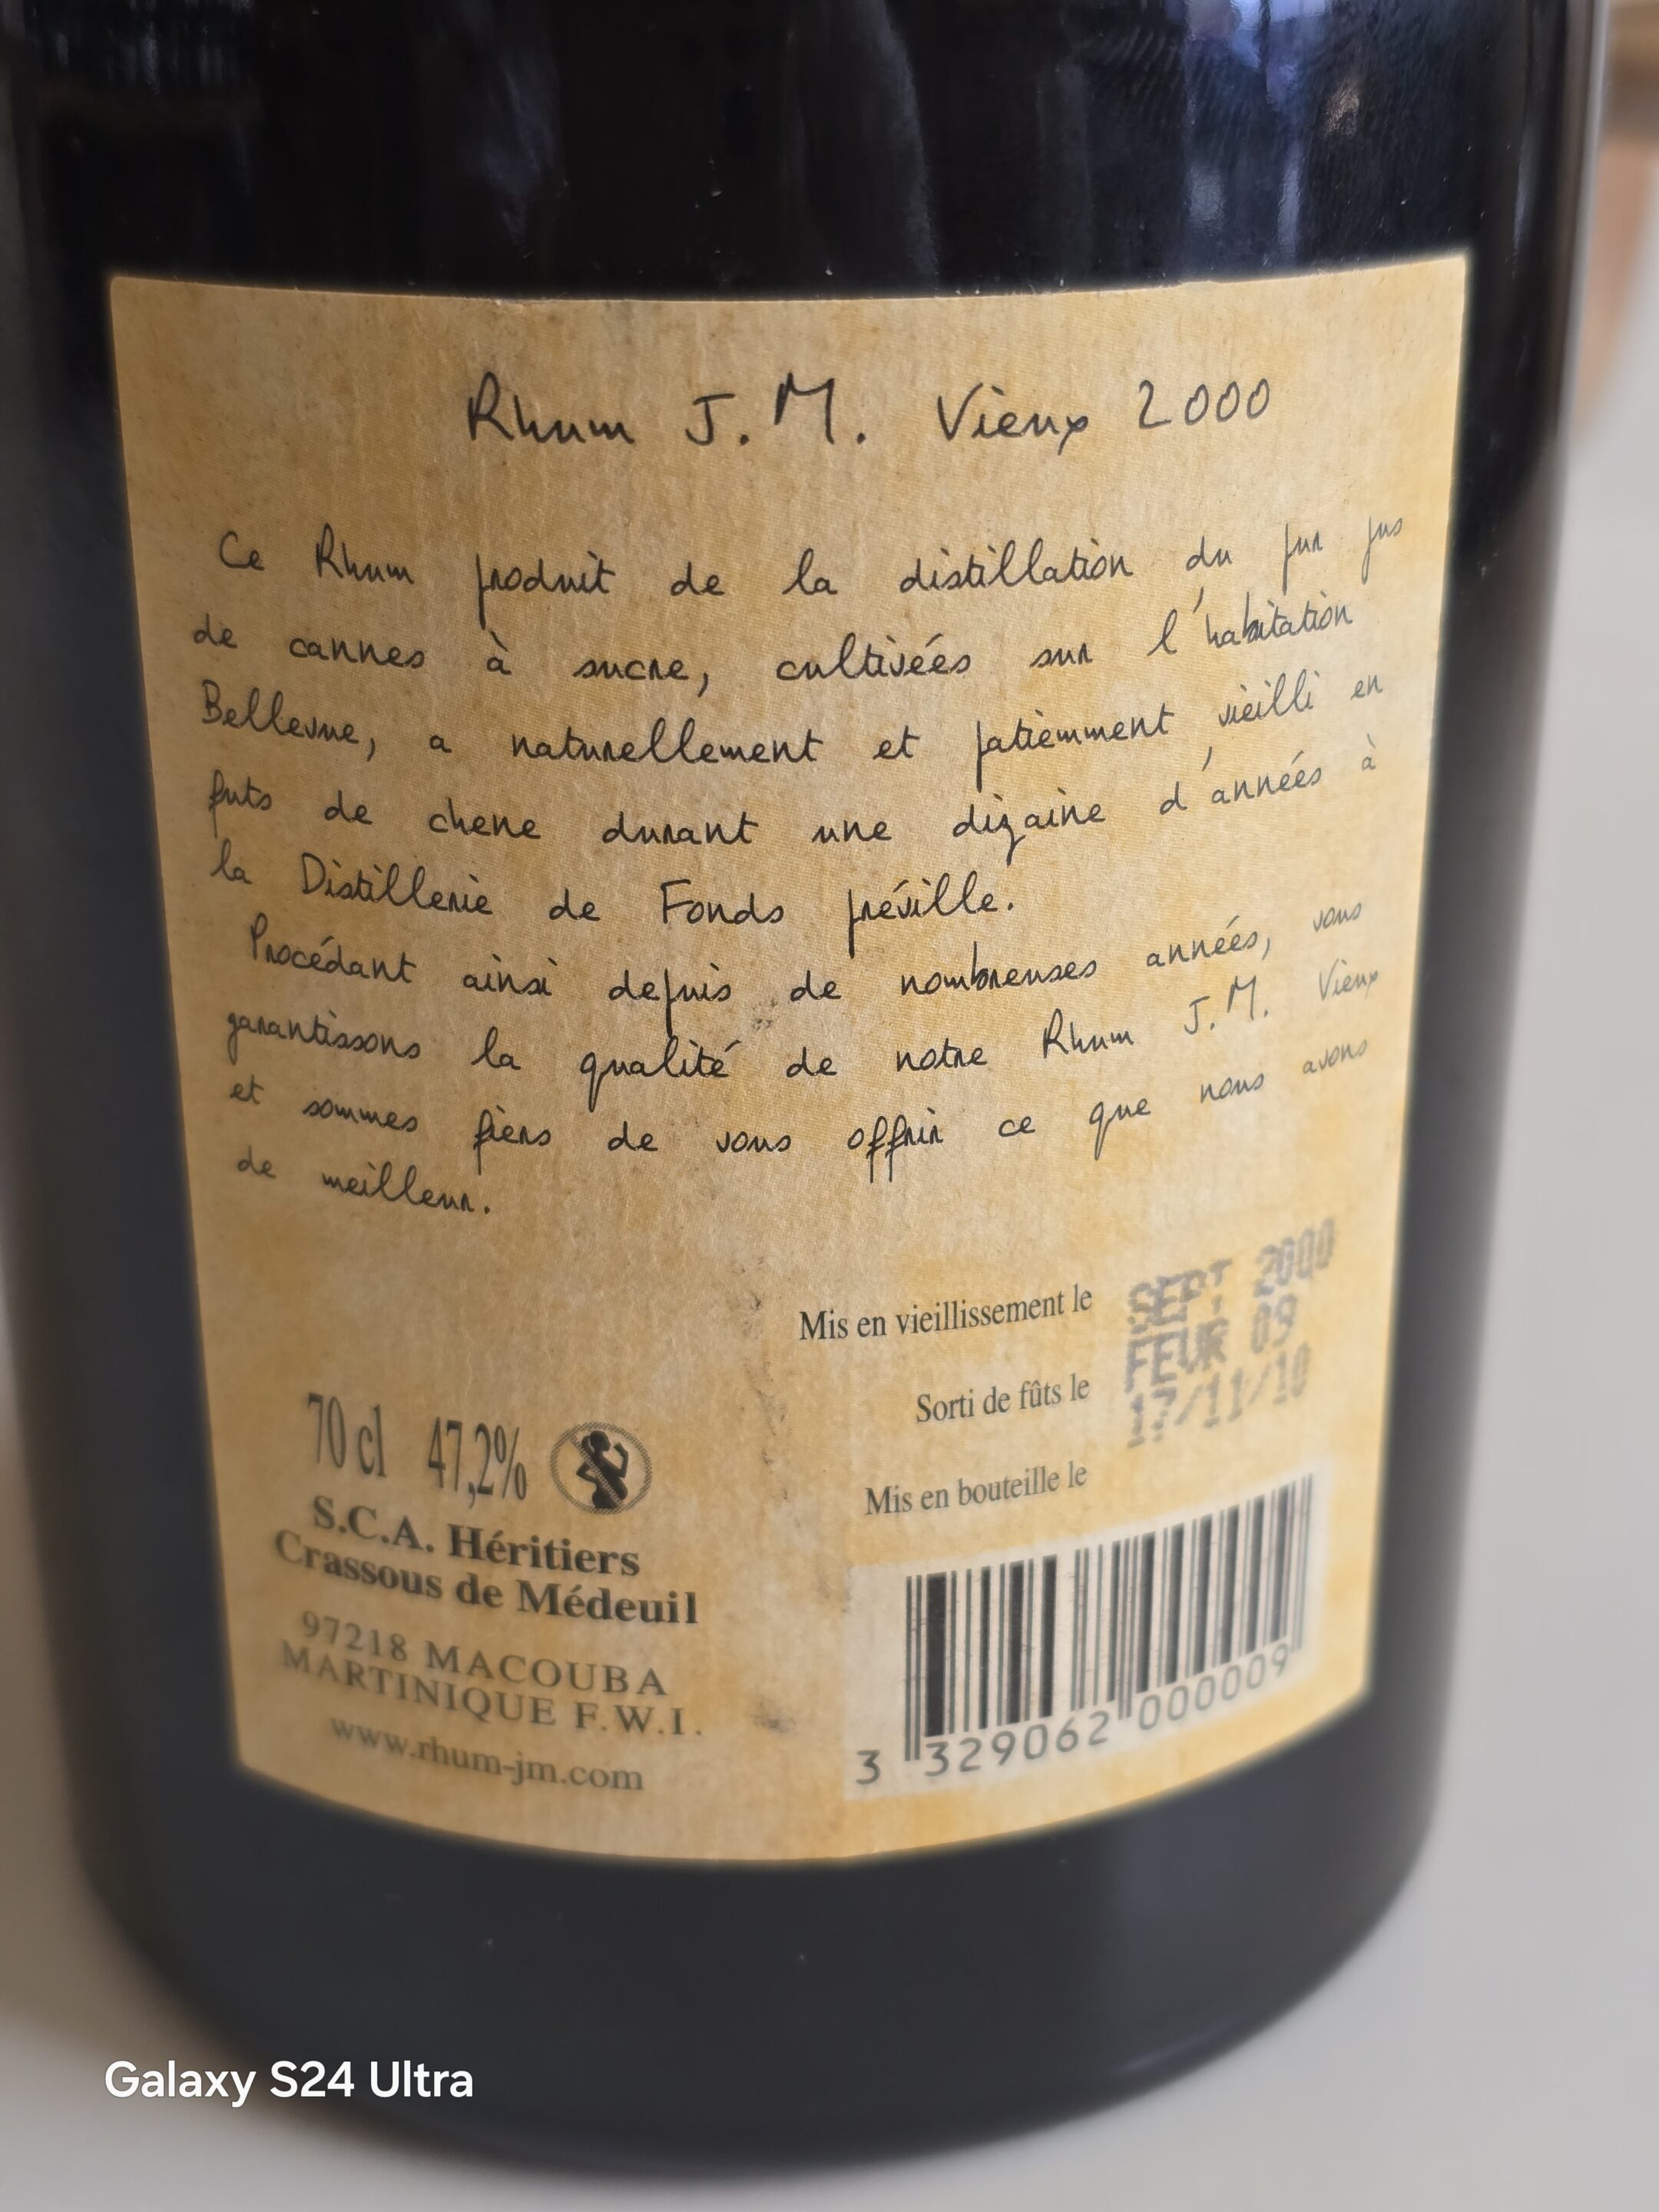 Rhum J.M. Vieux 2000
Ce Rhum produit de la distillation du pur jus
de cannes à sucre, cultivées sur l'habitation
Bellevue, a naturellement et patiemment vieilli en
futs de chene durant une dizaine d'années à
la Distillerie de Fonds préville.
Procédant ainsi depuis de nombreuses années, vous
garantissons la qualité de notre Rhum J.M. Vieux
et sommes fiers de vous offrir ce que nous avons
de meilleur.
Mis en vieillissement le SEPT 2000
Sorti de fûts le FEVR 09
Mis en bouteille le 17/11/10
70 cl 47,2%
S.C.A. Héritiers
Crassous de Médeuil
97218 MACOUBA
MARTINIQUE F.W.I.
www.rhum-jm.com
3 329062 000009
Galaxy S24 Ultra